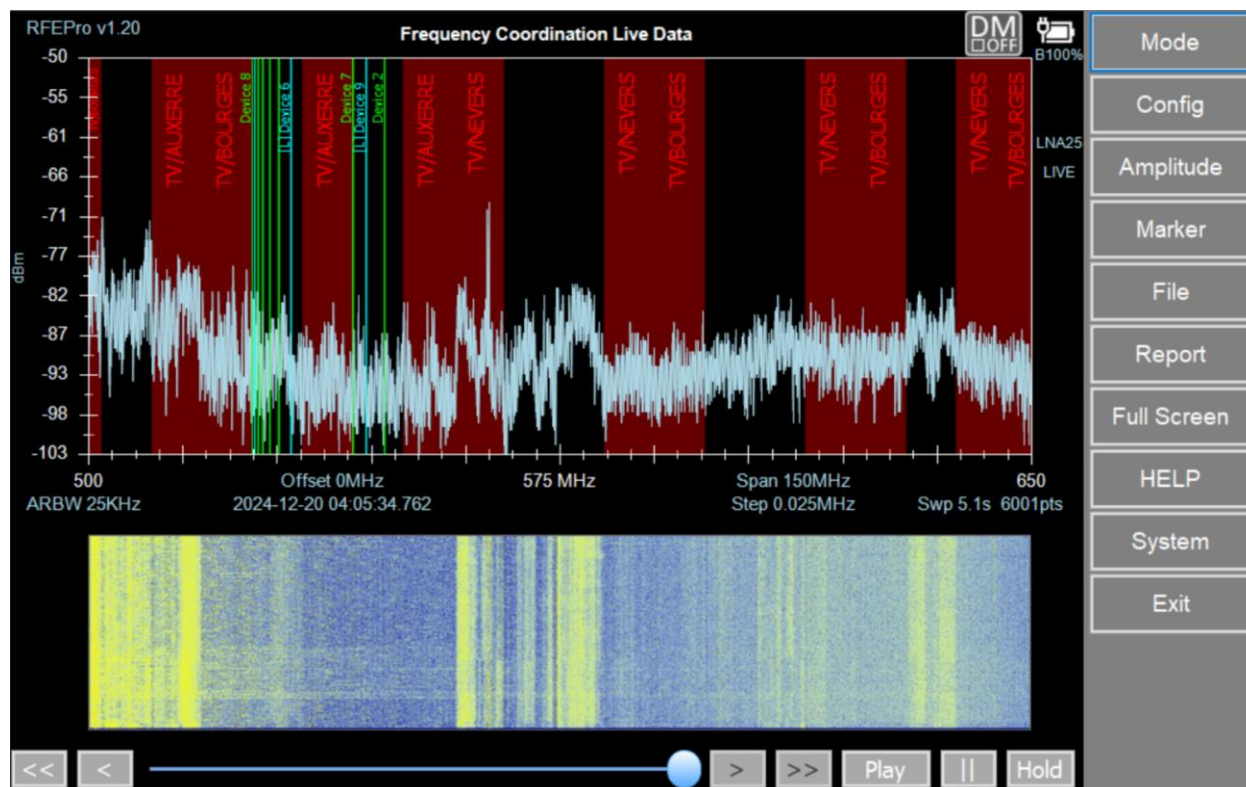 RFEPro v1.20
Frequency Coordination Live Data
DM
OFF
B100%
-50
-55
-61
-66
-71
-77
-82
-87
-93
-98
-103
dBm
TV/AUXERRE
TV/BOURGES
Device 8
[L]Device 6
TV/AUXERRE
Device 7
[L]Device 9
Device 2
TV/AUXERRE
TV/NEVERS
TV/NEVERS
TV/BOURGES
TV/NEVERS
TV/BOURGES
TV/NEVERS
TV/BOURGES
LNA25
LIVE
500 Offset 0MHz 575 MHz Span 150MHz 650
ARBW 25KHz 2024-12-20 04:05:34.762 Step 0.025MHz Swp 5.1s 6001pts
<< < > >> Play || Hold
Mode
Config
Amplitude
Marker
File
Report
Full Screen
HELP
System
Exit